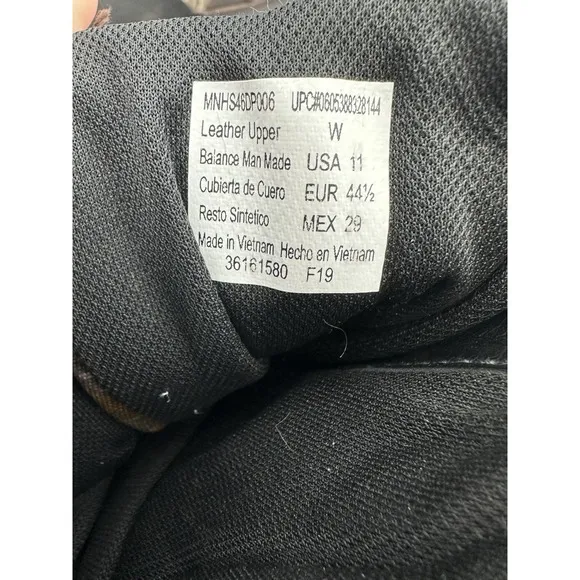 MNHS46DP006 UPC#0605388328144
Leather Upper W
Balance Man Made USA 11
Cubierta de Cuero EUR 44½
Resto Sintetico MEX 29
Made in Vietnam Hecho en Vietnam
36161580 F19